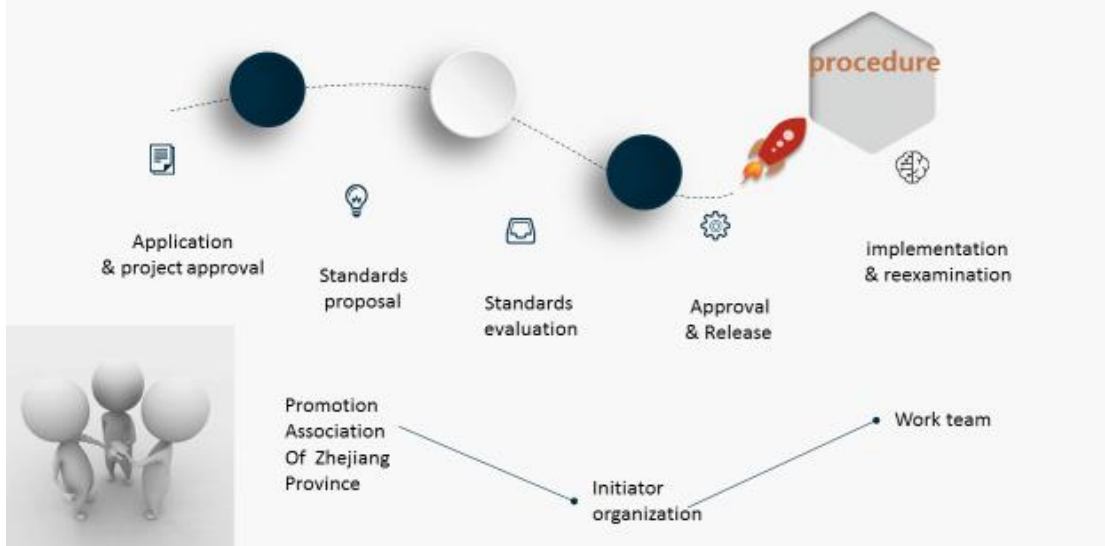 procedure
Application
& project approval
Standards
proposal
Standards
evaluation
Approval
& Release
implementation
& reexamination
Promotion
Association
Of Zhejiang
Province
Initiator
organization
Work team